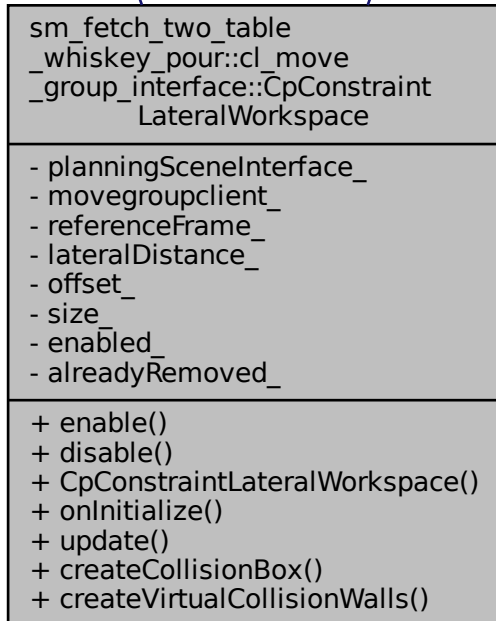 sm_fetch_two_table
_whiskey_pour::cl_move
_group_interface::CpConstraint
LateralWorkspace
- planningSceneInterface_
- movegroupclient_
- referenceFrame_
- lateralDistance_
- offset_
- size_
- enabled_
- alreadyRemoved_
+ enable()
+ disable()
+ CpConstraintLateralWorkspace()
+ onInitialize()
+ update()
+ createCollisionBox()
+ createVirtualCollisionWalls()